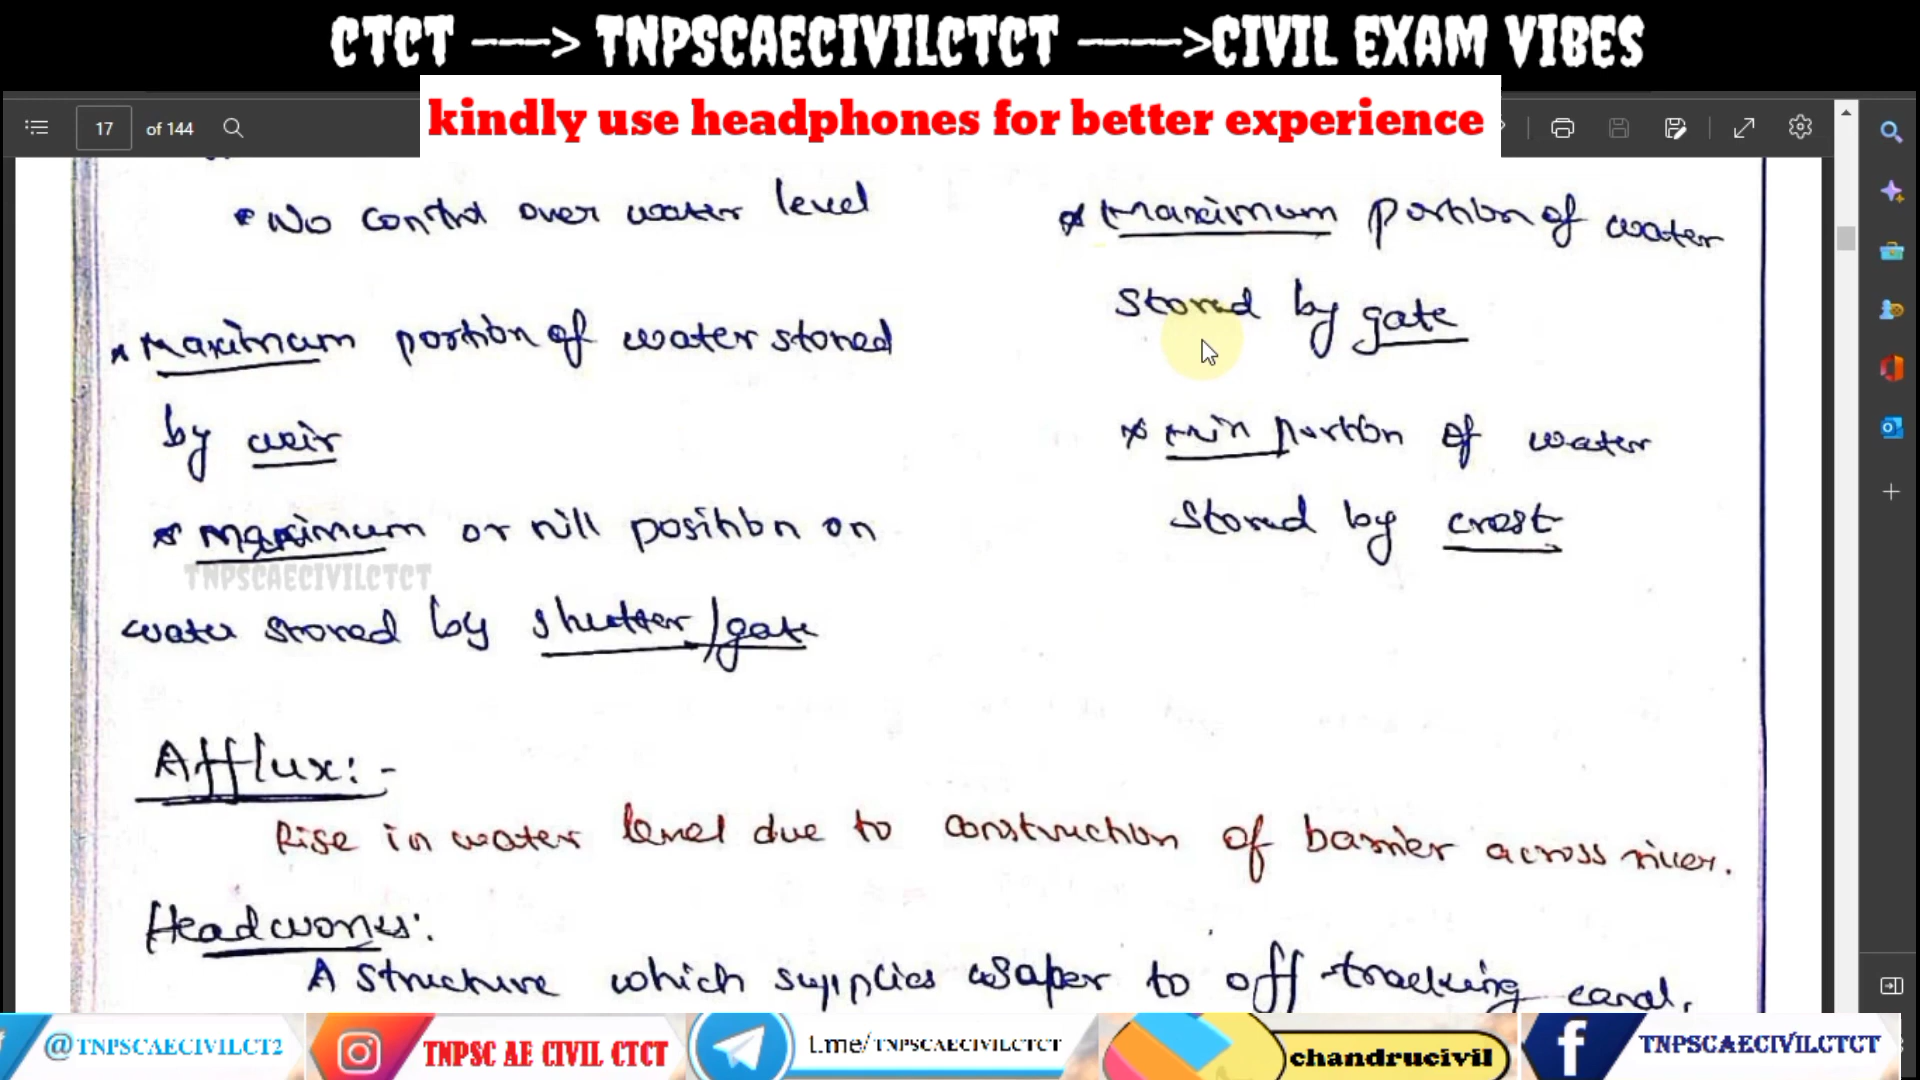 CTCT ---> TNPSCAECIVILCTCT ---->CIVIL EXAM VIBES
kindly use headphones for better experience
17 of 144
• No control over water level
* Maximum portion of water stored
by weir
* Maximum or nill position on
water stored by shutter/gate
* Maximum portion of water
stored by gate
* min portion of water
stored by crest
TNPSCAECIVILCTCT
Afflux:-
Rise in water level due to construction of barrier across river.
Headworks:
A structure which supplies water to off tracking canal.
@TNPSCAECIVILCT2
TNPSC AE CIVIL CTCT
t.me/TNPSCAECIVILCTCT
chandrucivil
TNPSCAECIVILCTCT